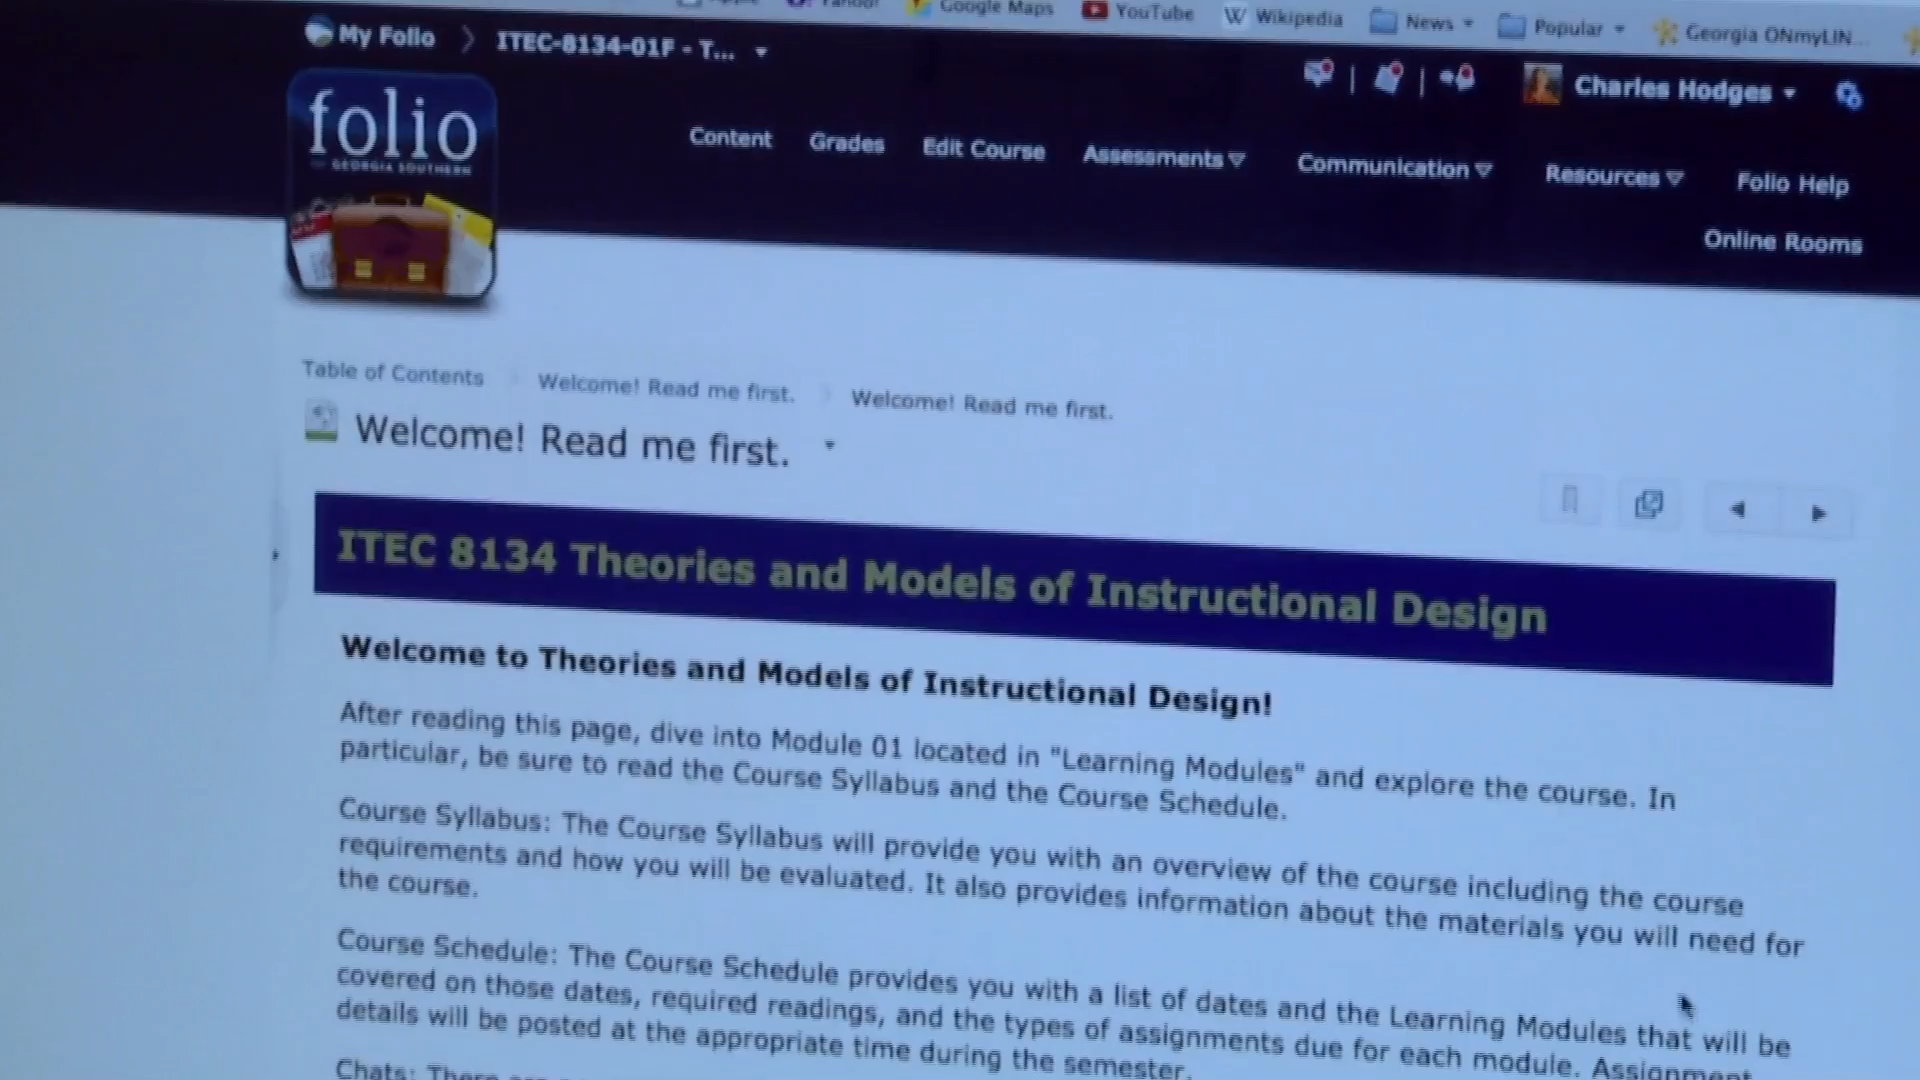 Yahoo!
Google Maps
YouTube
W Wikipedia
News
Popular
Georgia ONmyLIN...
My Folio
ITEC-8134-01F - T...
Charles Hodges
folio
GEORGIA SOUTHERN
Content
Grades
Edit Course
Assessments
Communication
Resources
Folio Help
Online Rooms
Table of Contents
Welcome! Read me first.
Welcome! Read me first.
Welcome! Read me first.
ITEC 8134 Theories and Models of Instructional Design
Welcome to Theories and Models of Instructional Design!
After reading this page, dive into Module 01 located in "Learning Modules" and explore the course. In
particular, be sure to read the Course Syllabus and the Course Schedule.
Course Syllabus: The Course Syllabus will provide you with an overview of the course including the course
requirements and how you will be evaluated. It also provides information about the materials you will need for
the course.
Course Schedule: The Course Schedule provides you with a list of dates and the Learning Modules that will be
covered on those dates, required readings, and the types of assignments due for each module. Assignment
details will be posted at the appropriate time during the semester.
Chats: There are